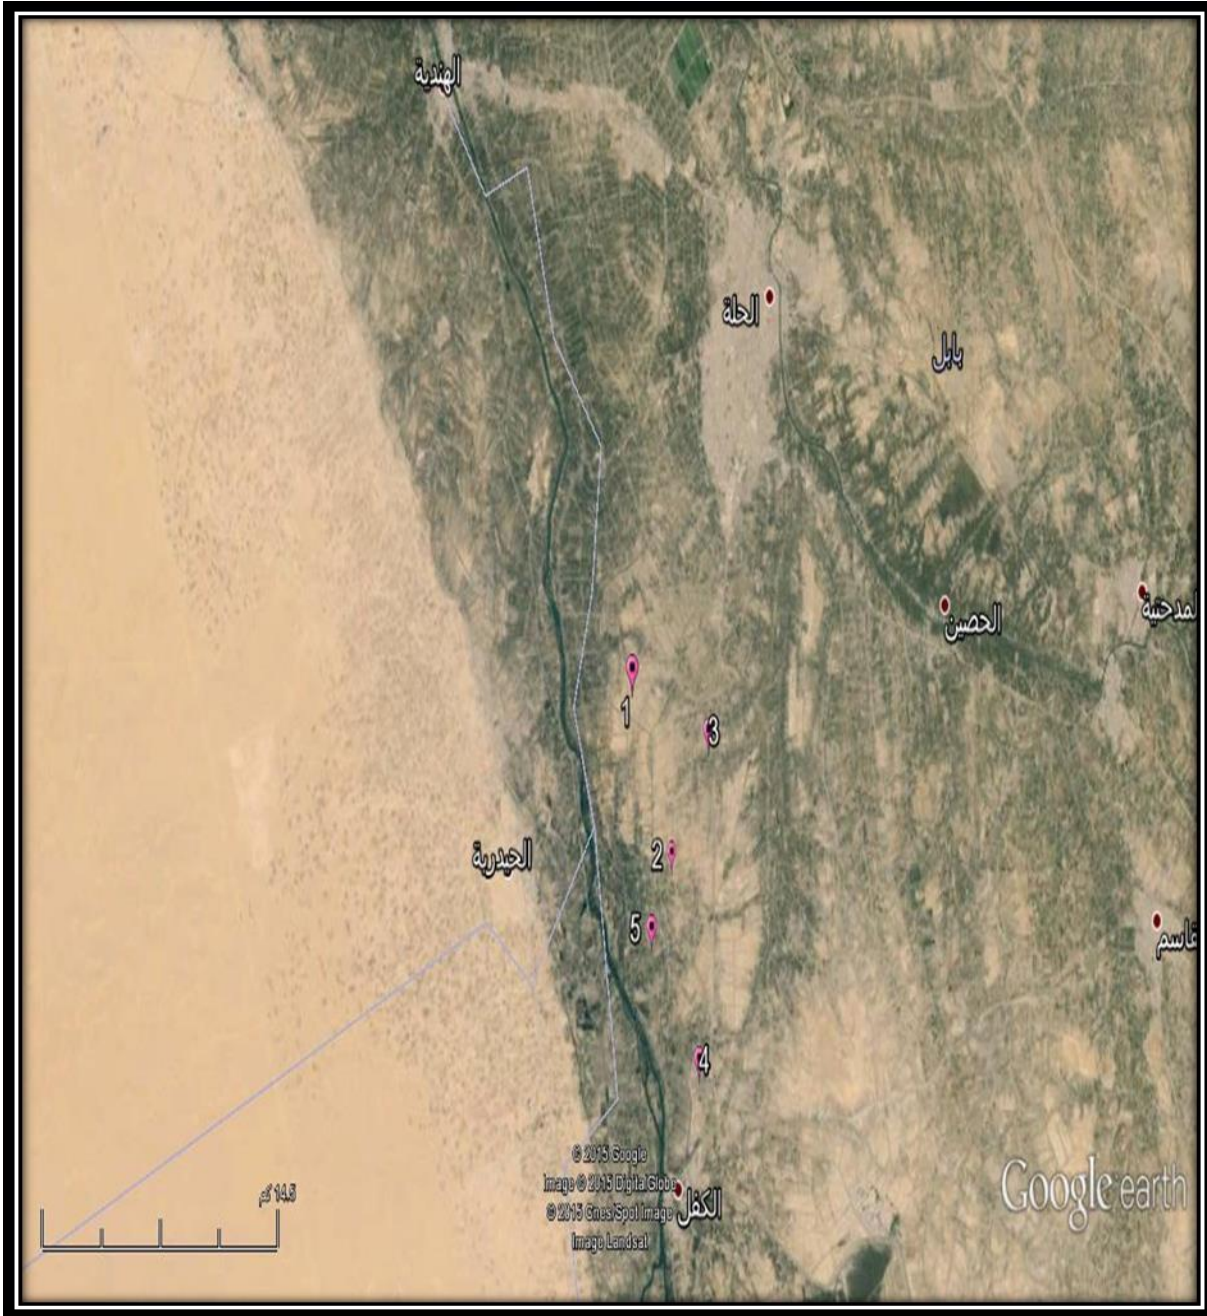 الهندية
الحلة
بابل
الحصين
لمدحتية
1
3
الحيدرية
2
5
قاسم
4
© 2015 Google
Image © 2015 DigitalGlobe
© 2015 Cnes/Spot Image
Image Landsat
الكفل
Google earth
14.5 كم